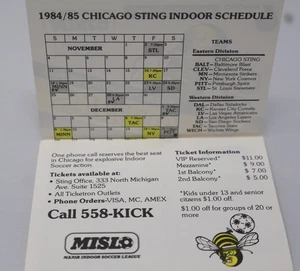 1984/85 CHICAGO STING INDOOR SCHEDULE
NOVEMBER
S M T W T F S
TEAMS
Eastern Division
CHICAGO STING
BALT—Baltimore Blast
CLEV—Cleveland Force
MN—Minnesota Strikers
NY—New York Cosmos
PITT—Pittsburgh Spirit
STL—St. Louis Steamers
KC
LV SD
Western Division
DAL—Dallas Sidekicks
KC—Kansas City Comets
LV—Las Vegas
LA—Los Angeles Lazers
SD—San Diego Sockers
TAC—Tacoma Stars
WICH—Wichita Wings
DECEMBER
TAC
MINN NY TAC
One phone call reserves the best seat
in Chicago for explosive Indoor
Soccer action.
Tickets available at:
• Sting Office, 333 North Michigan
Ave. Suite 1525
• All Ticketron Outlets
• Phone Orders-VISA, MC, AMEX
Call 558-KICK
MISL
MAJOR INDOOR SOCCER LEAGUE
Ticket Information
VIP Reserved* $11.00
Mezzanine* $ 9.00
1st Balcony* $ 7.00
2nd Balcony* $ 5.00
*Kids under 13 and senior
citizens $1.00 off.
$1.00 off for groups of 20 or
more